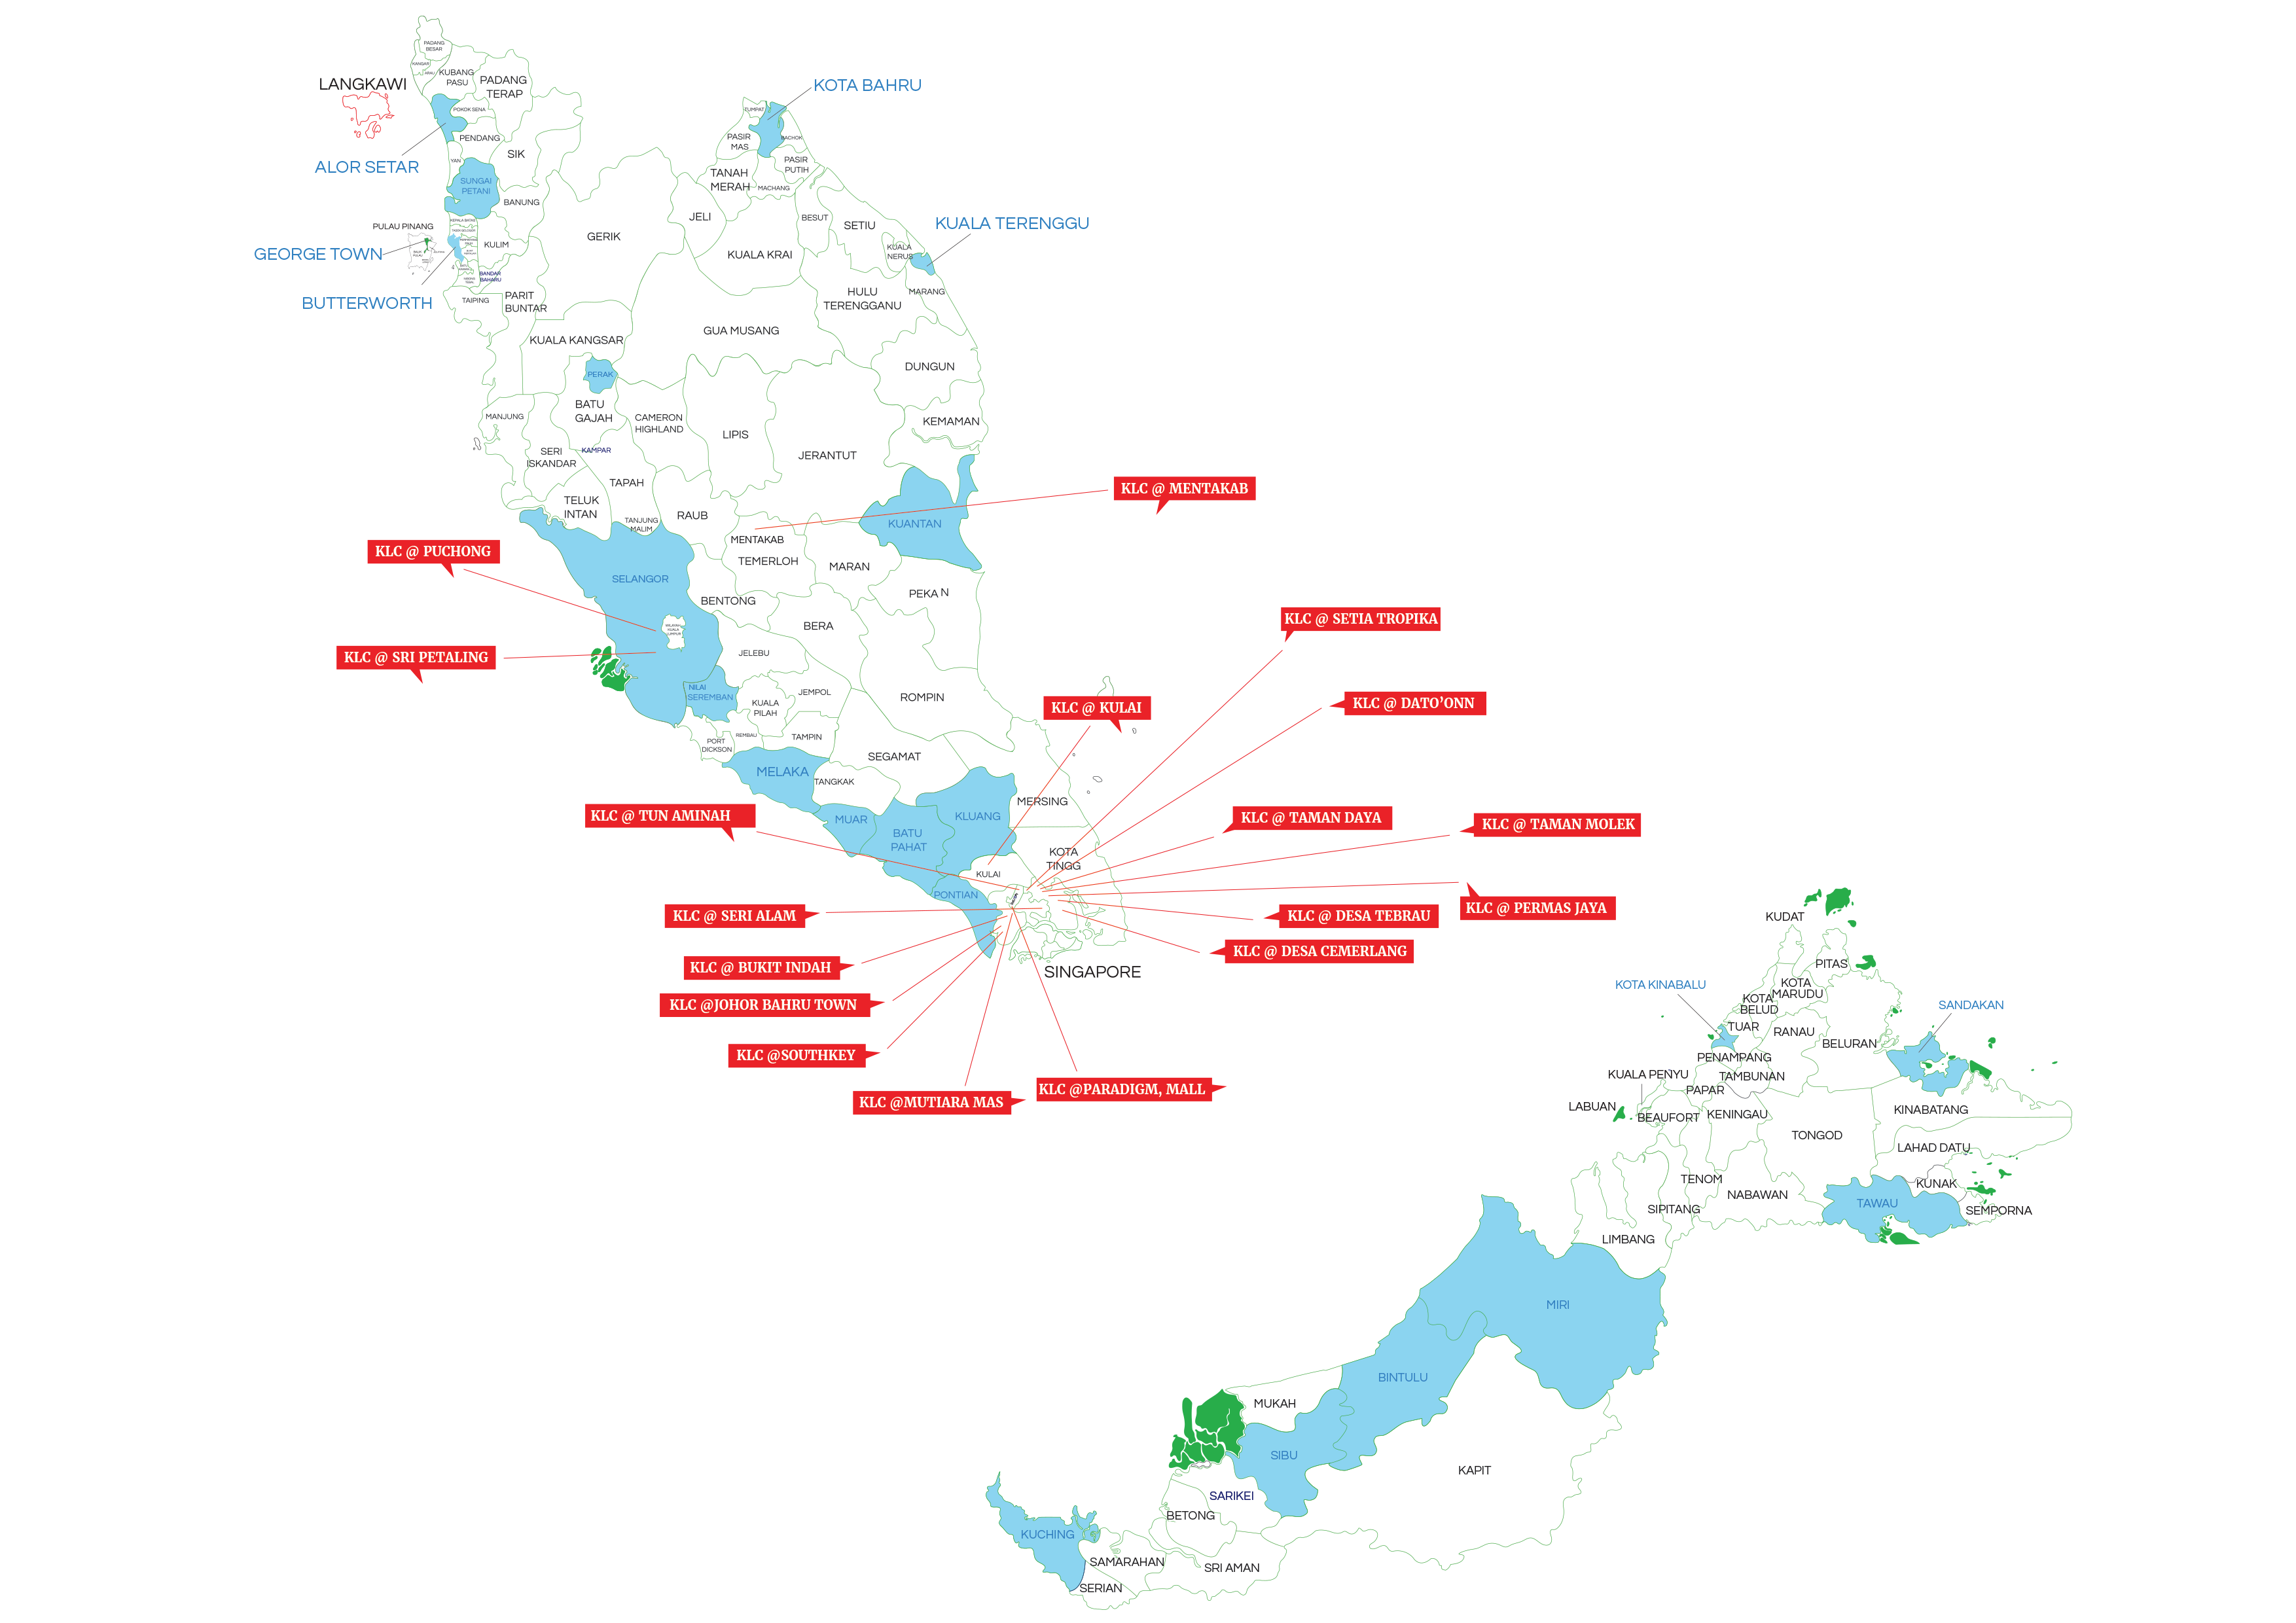 PADANG
BESAR
KANGAR
ARAU
KUBANG
PASU
PADANG
TERAP
LANGKAWI
POKOK SENA
PENDANG
ALOR SETAR
YAN
SIK
SUNGAI
PETANI
BANUNG
KOTA BAHRU
TUMPAT
PASIR
MAS
BACHOK
PASIR
PUTIH
TANAH
MERAH
MACHANG
JELI
BESUT
SETIU
KUALA TERENGGU
KUALA
NERUS
PULAU PINANG
GEORGE TOWN
BUTTERWORTH
KEPALA BATAS
KULIM
BANDAR
BAHARU
TAIPING
PARIT
BUNTAR
GERIK
KUALA KRAI
HULU
TERENGGANU
MARANG
GUA MUSANG
KUALA KANGSAR
DUNGUN
PERAK
BATU
GAJAH
CAMERON
HIGHLAND
MANJUNG
LIPIS
KEMAMAN
KAMPAR
SERI
ISKANDAR
JERANTUT
TAPAH
TELUK
INTAN
TANJUNG
MALIM
RAUB
KLC @ MENTAKAB
KUANTAN
MENTAKAB
TEMERLOH
MARAN
KLC @ PUCHONG
SELANGOR
PEKA N
BENTONG
BERA
WILAYAH
KUALA
LUMPUR
KLC @ SETIA TROPIKA
KLC @ SRI PETALING
JELEBU
NILAI
SEREMBAN
JEMPOL
KUALA
PILAH
ROMPIN
KLC @ KULAI
KLC @ DATO'ONN
PORT
DICKSON
REMBAU
TAMPIN
SEGAMAT
MELAKA
TANGKAK
MERSING
KLC @ TUN AMINAH
MUAR
BATU
PAHAT
KLUANG
KLC @ TAMAN DAYA
KLC @ TAMAN MOLEK
KOTA
TINGG
KULAI
PONTIAN
KLC @ SERI ALAM
KLC @ DESA TEBRAU
KLC @ PERMAS JAYA
KLC @ BUKIT INDAH
KLC @ DESA CEMERLANG
SINGAPORE
KLC @JOHOR BAHRU TOWN
KLC @SOUTHKEY
KLC @MUTIARA MAS
KLC @PARADIGM, MALL
KUDAT
PITAS
KOTA KINABALU
KOTA
MARUDU
KOTA
BELUD
SANDAKAN
TUAR
RANAU
BELURAN
PENAMPANG
KUALA PENYU
TAMBUNAN
PAPAR
LABUAN
BEAUFORT
KENINGAU
KINABATANG
TONGOD
LAHAD DATU
TENOM
NABAWAN
KUNAK
TAWAU
SEMPORNA
SIPITANG
LIMBANG
MIRI
BINTULU
MUKAH
SIBU
KAPIT
SARIKEI
BETONG
KUCHING
SAMARAHAN
SRI AMAN
SERIAN